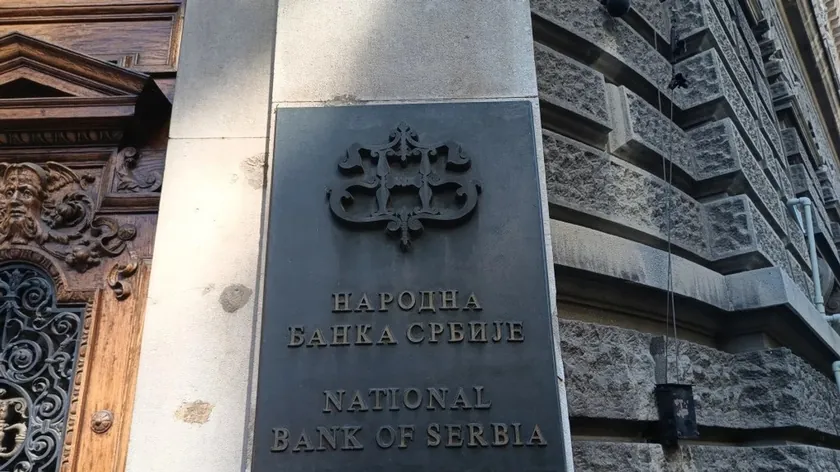 НАРОДНА
БАНКА СРБИЈЕ
NATIONAL
BANK OF SERBIA